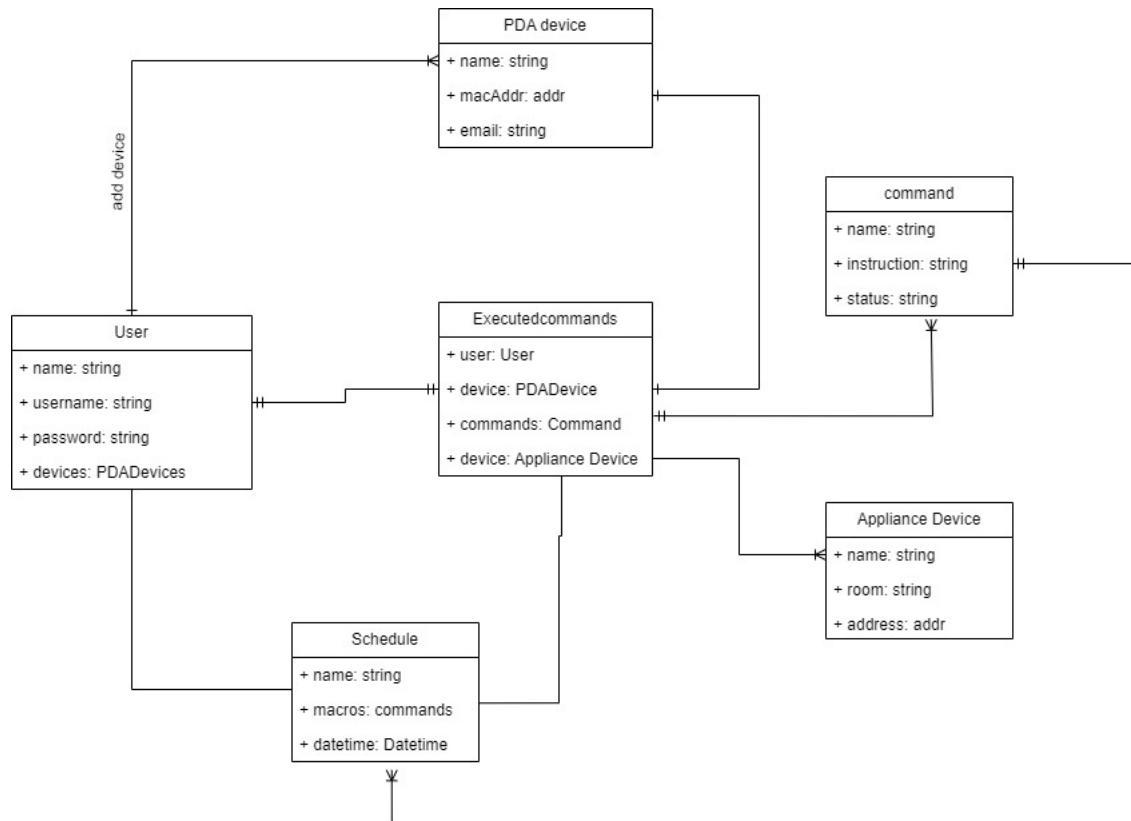 PDA device
+ name: string
+ macAddr: addr
+ email: string
add device
command
+ name: string
+ instruction: string
+ status: string
User
+ name: string
+ username: string
+ password: string
+ devices: PDADevices
Executedcommands
+ user: User
+ device: PDADevice
+ commands: Command
+ device: Appliance Device
Appliance Device
+ name: string
+ room: string
+ address: addr
Schedule
+ name: string
+ macros: commands
+ datetime: Datetime